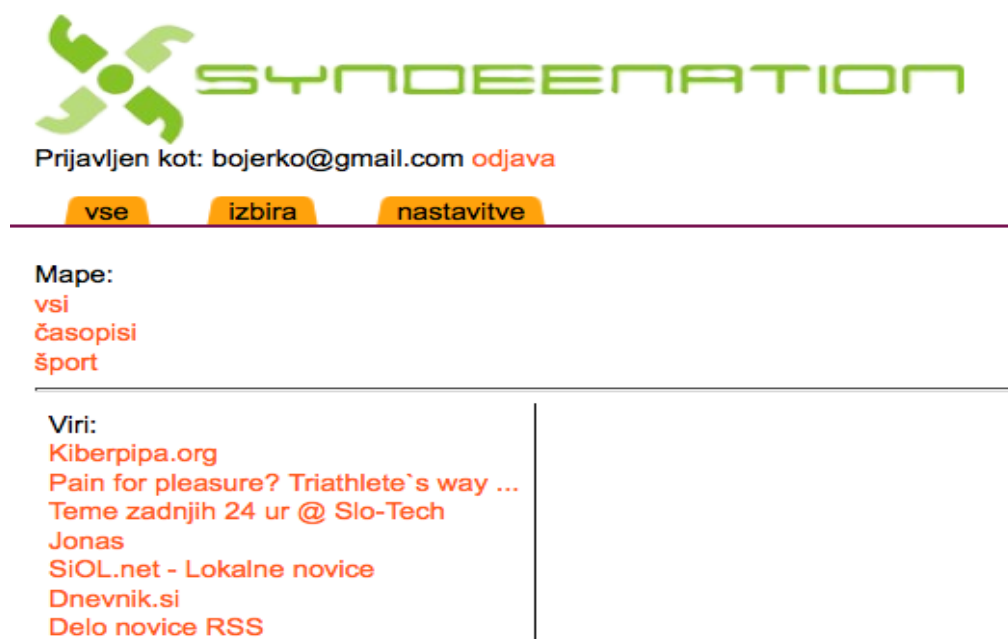 SYNDEENATION
Prijavljen kot: bojerko@gmail.com odjava
vse izbira nastavitve
Mape:
vsi
časopisi
šport
Viri:
Kiberpipa.org
Pain for pleasure? Triathlete`s way ...
Teme zadnjih 24 ur @ Slo-Tech
Jonas
SiOL.net - Lokalne novice
Dnevnik.si
Delo novice RSS